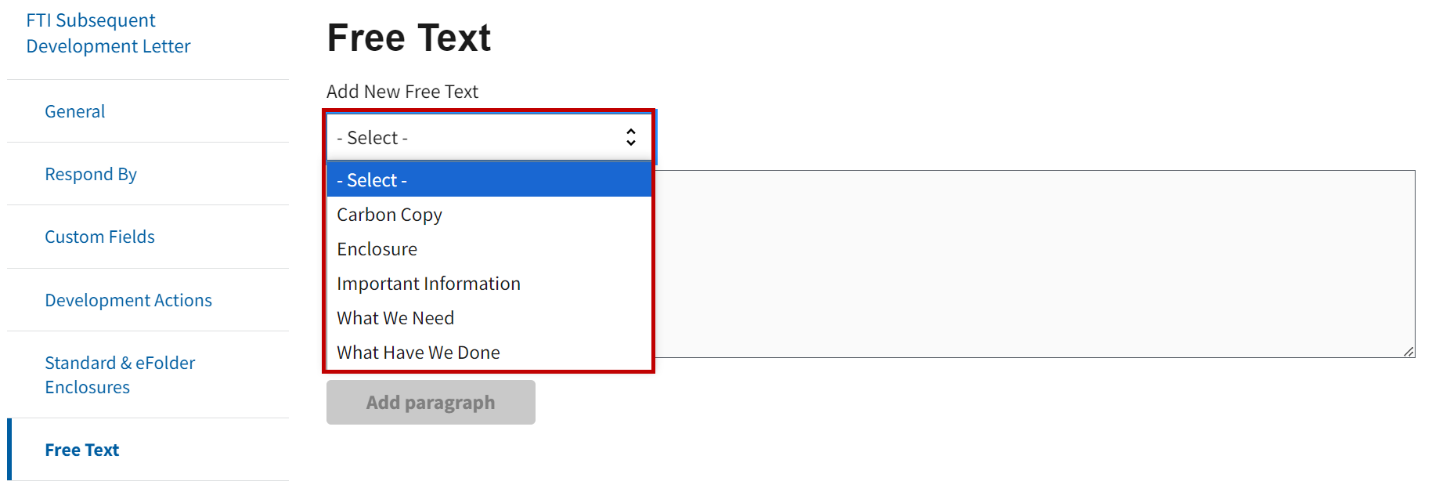 FTI Subsequent
Development Letter
General
Respond By
Custom Fields
Development Actions
Standard & eFolder
Enclosures
Free Text
Free Text
Add New Free Text
- Select -
- Select -
Carbon Copy
Enclosure
Important Information
What We Need
What Have We Done
Add paragraph